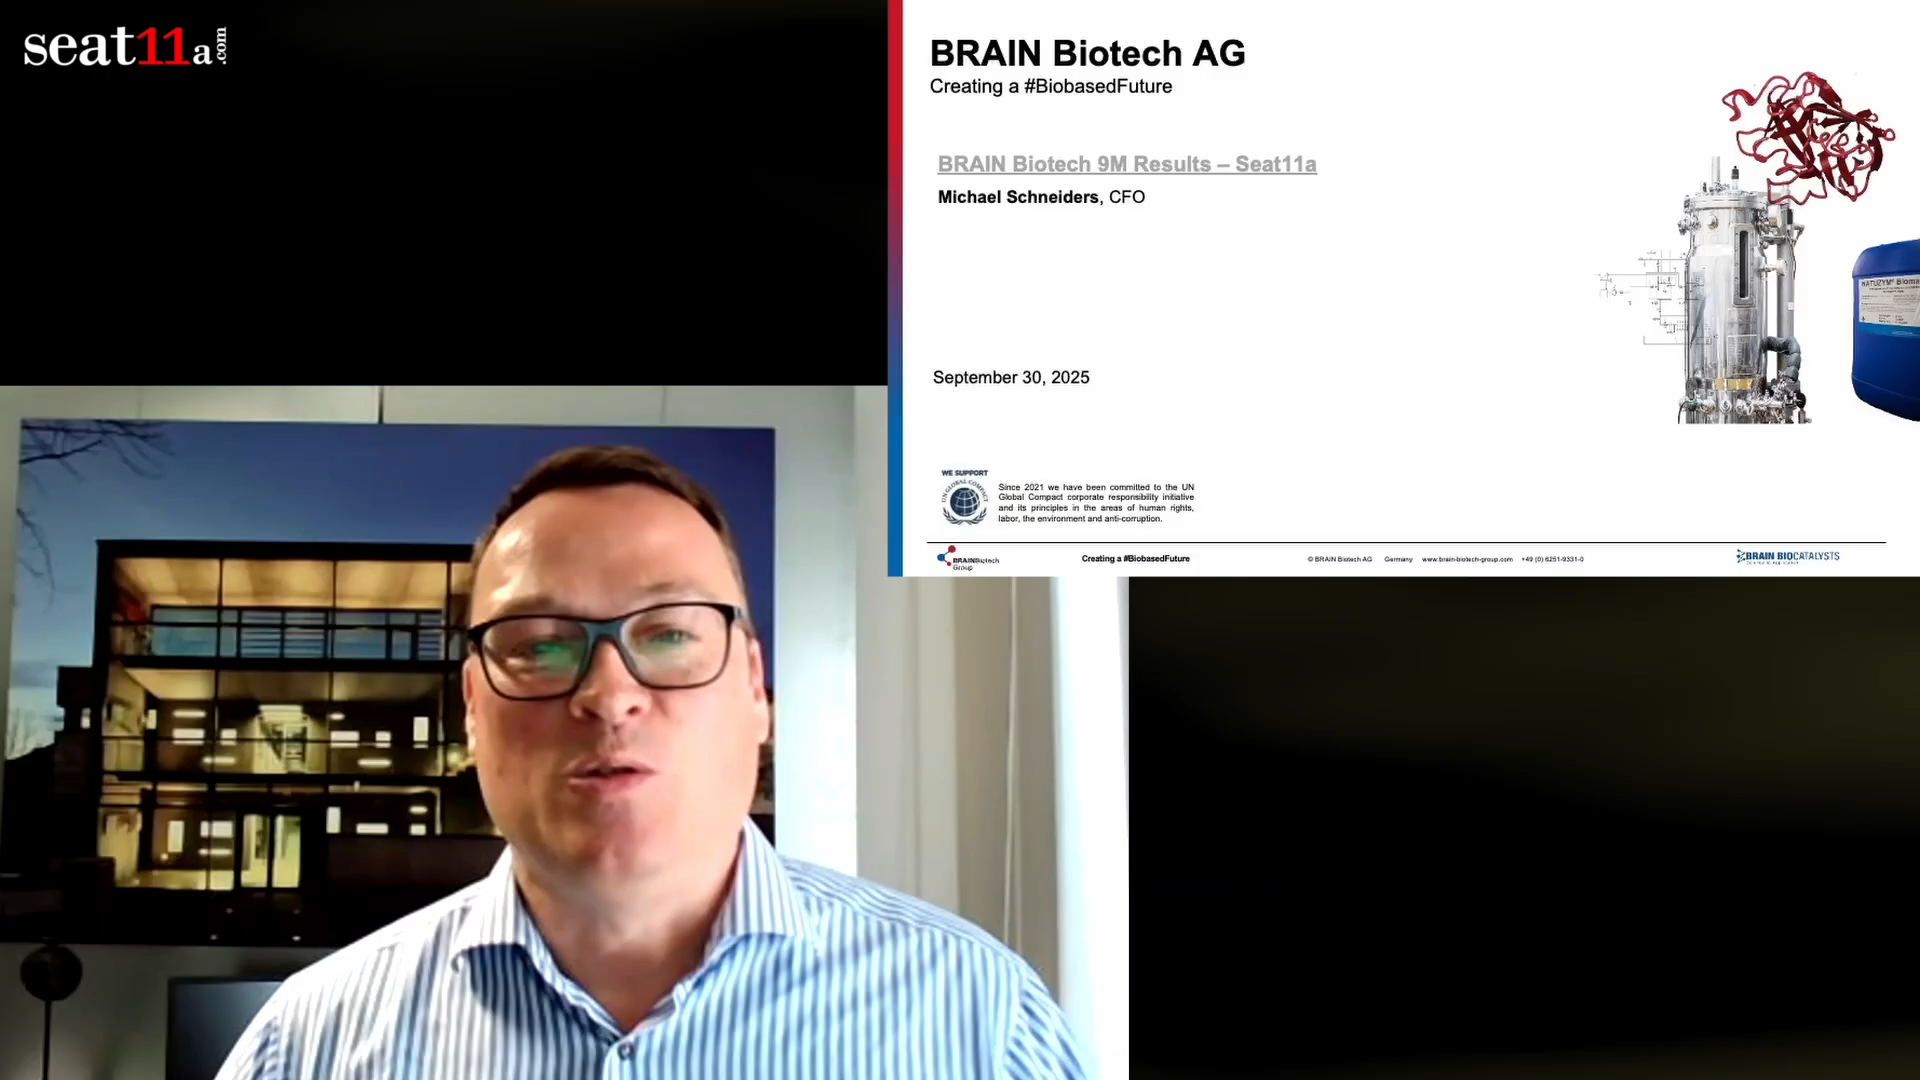 seat11a.com
BRAIN Biotech AG
Creating a #BiobasedFuture
BRAIN Biotech 9M Results – Seat11a
Michael Schneiders, CFO
September 30, 2025
WE SUPPORT
UN GLOBAL COMPACT
Since 2021 we have been committed to the UN
Global Compact corporate responsibility initiative
and its principles in the areas of human rights,
labor, the environment and anti-corruption.
BRAINBiotech
Group
Creating a #BiobasedFuture
© BRAIN Biotech AG Germany www.brain-biotech-group.com +49 (0) 6251-9331-0
BRAIN BIOCATALYSTS